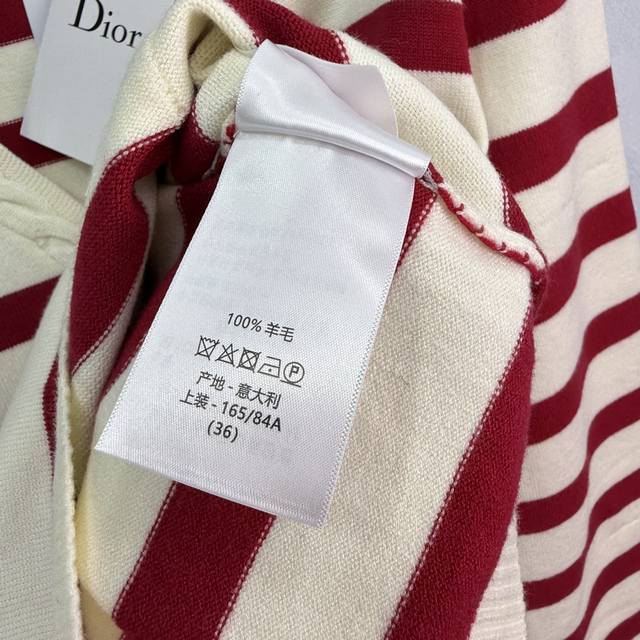 Dior
100% 羊毛
P
产地 - 意大利
上装 - 165/84A
(36)